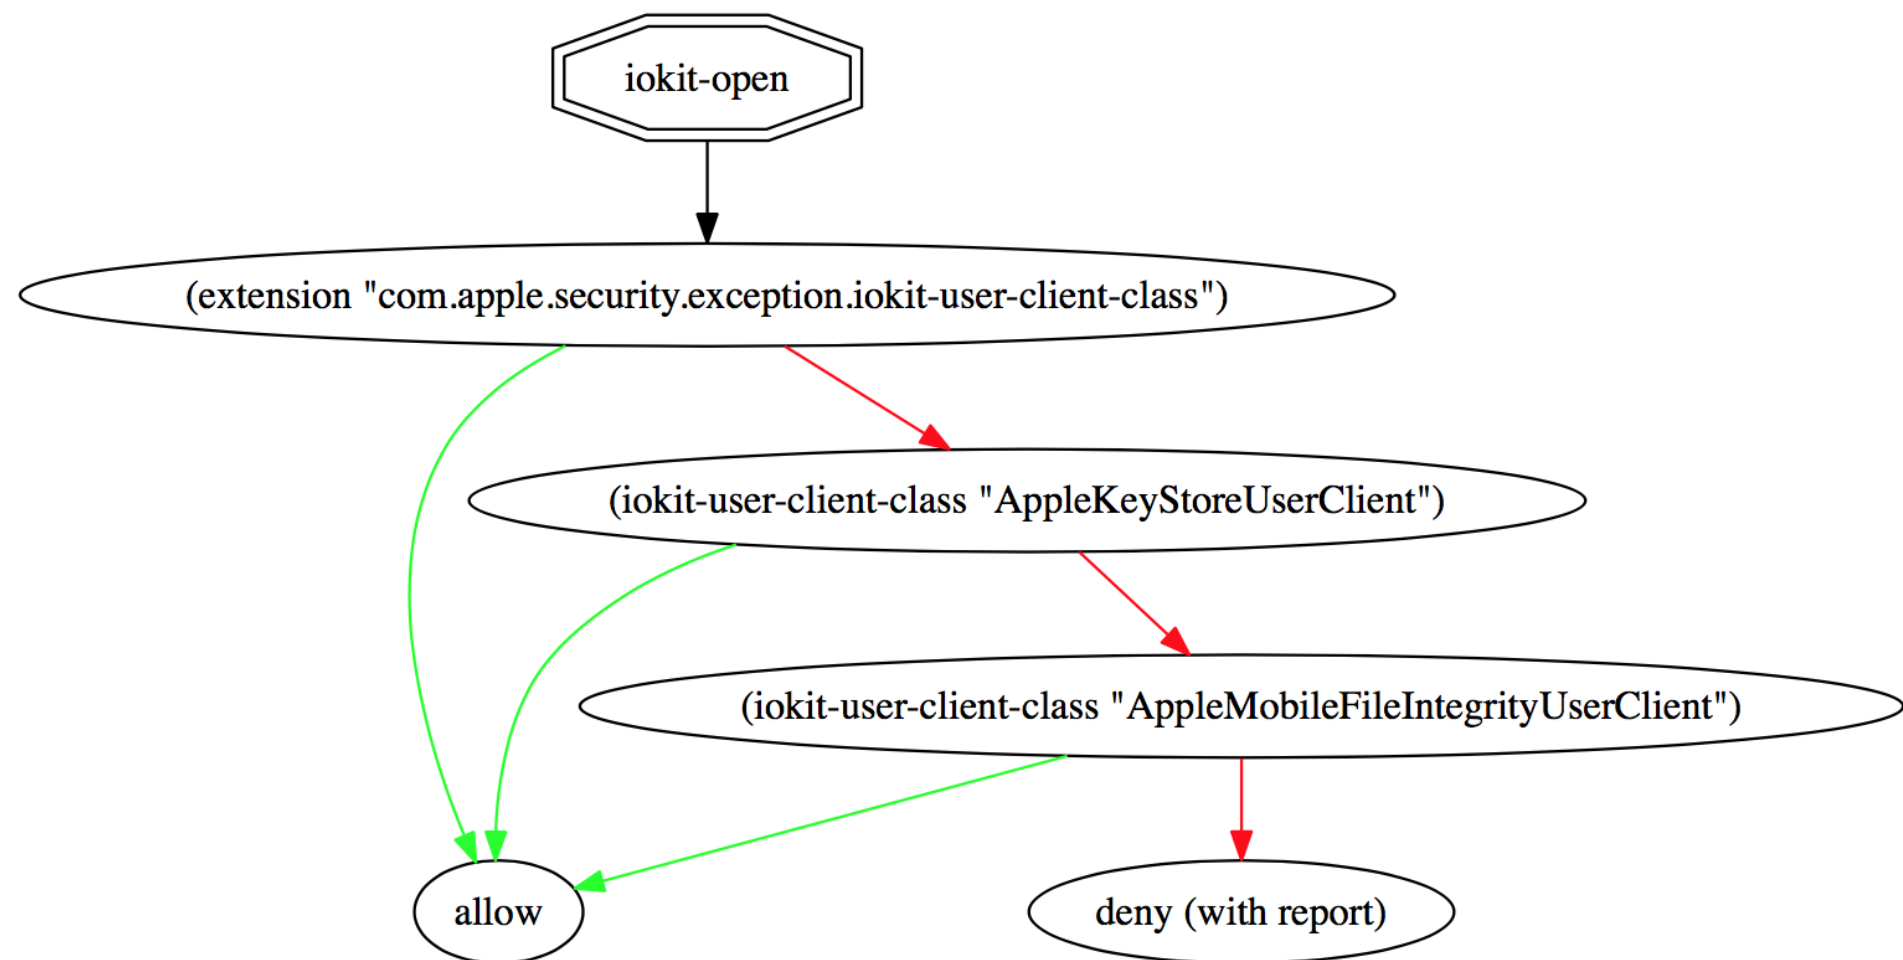 iokit-open
(extension "com.apple.security.exception.iokit-user-client-class")
(iokit-user-client-class "AppleKeyStoreUserClient")
(iokit-user-client-class "AppleMobileFileIntegrityUserClient")
allow
deny (with report)